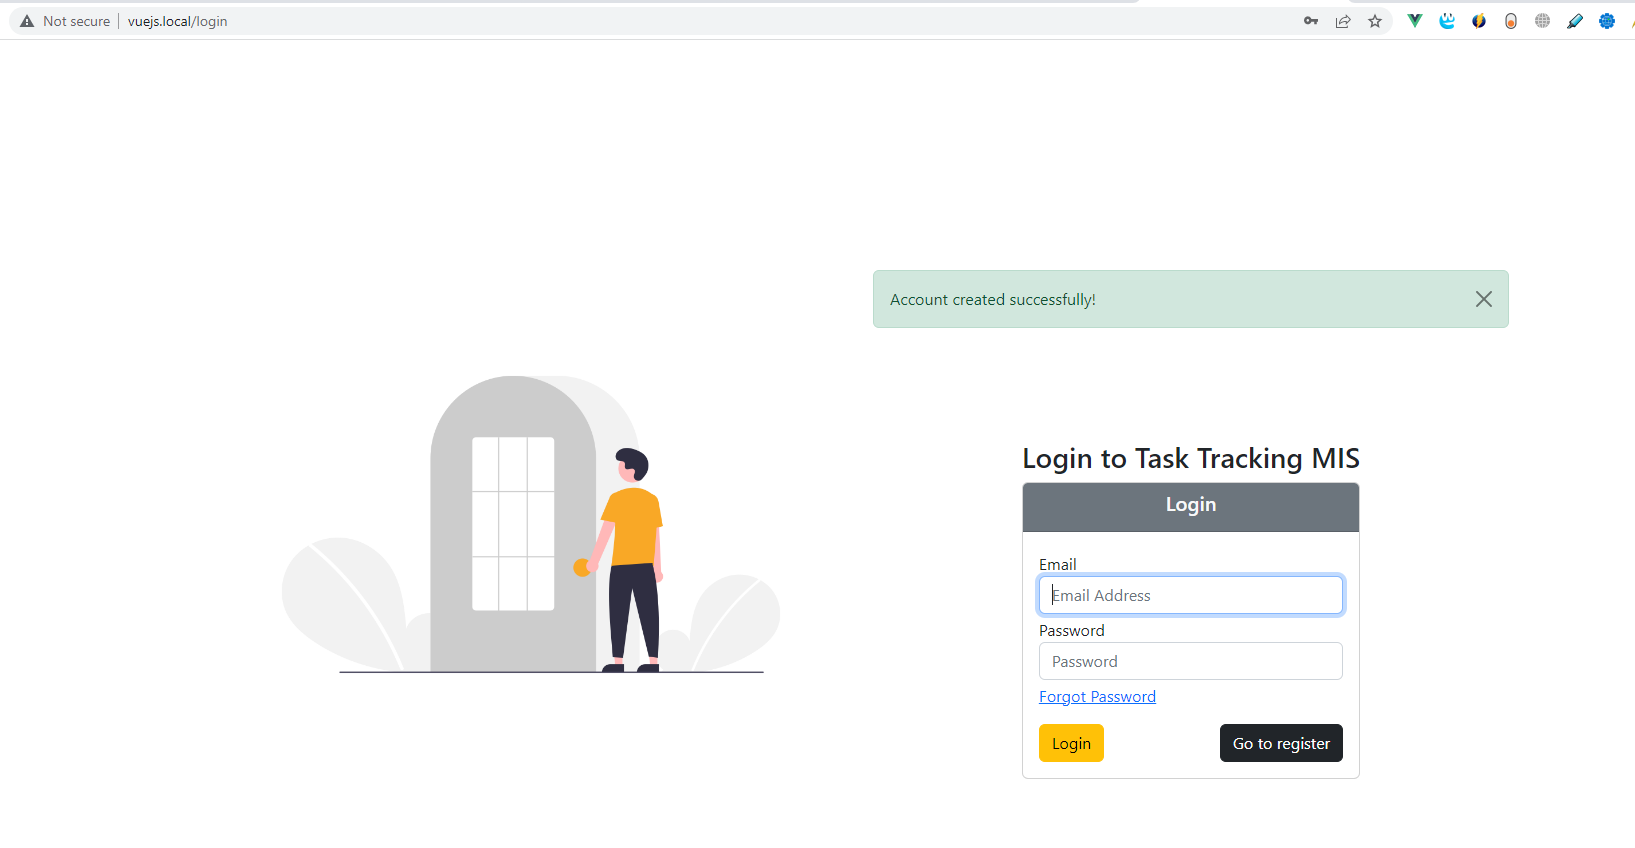 Not secure vuejs.local/login
Account created successfully!
Login to Task Tracking MIS
Login
Email
Email Address
Password
Password
Forgot Password
Login Go to register